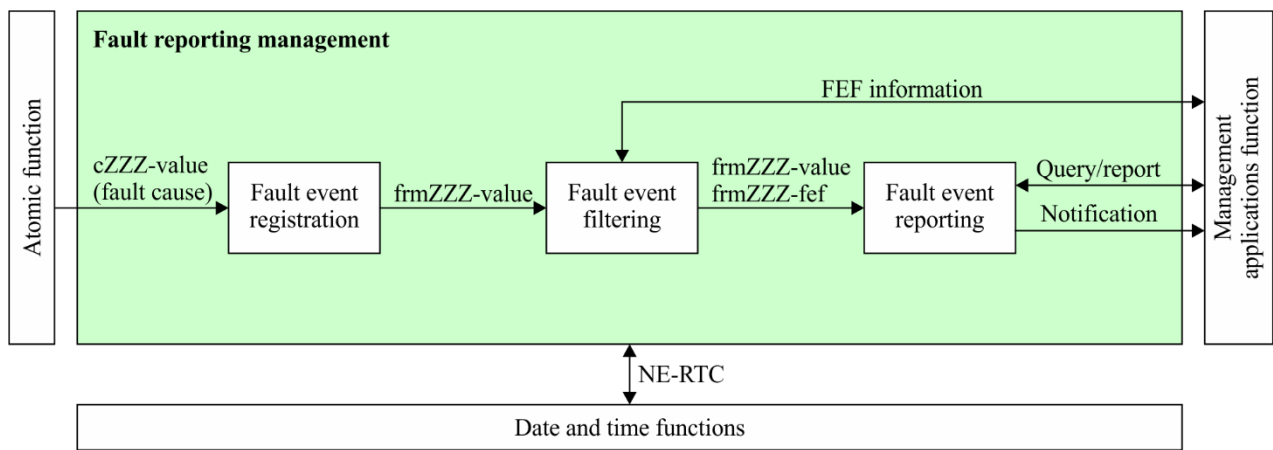 Fault reporting management
Atomic function
FEF information
Management
applications function
cZZZ-value
(fault cause)
Fault event
registration
frmZZZ-value
Fault event
filtering
frmZZZ-value
frmZZZ-fef
Fault event
reporting
Query/report
Notification
NE-RTC
Date and time functions